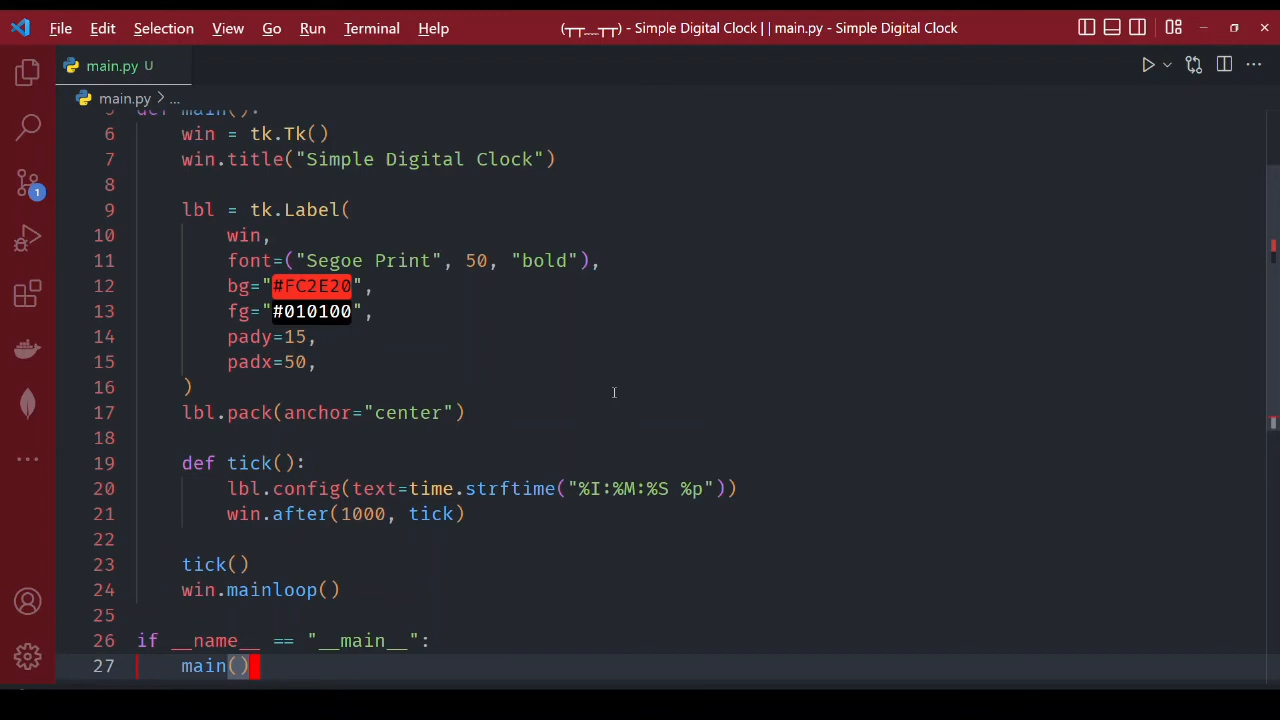 File Edit Selection View Go Run Terminal Help (┬┬﹏┬┬) - Simple Digital Clock | | main.py - Simple Digital Clock
main.py U
main.py > ...
5 def main():
6 win = tk.Tk()
7 win.title("Simple Digital Clock")
8
9 lbl = tk.Label(
10 win,
11 font=("Segoe Print", 50, "bold"),
12 bg="#FC2E20",
13 fg="#010100",
14 pady=15,
15 padx=50,
16 )
17 lbl.pack(anchor="center")
18
19 def tick():
20 lbl.config(text=time.strftime("%I:%M:%S %p"))
21 win.after(1000, tick)
22
23 tick()
24 win.mainloop()
25
26 if __name__ == "__main__":
27 main()
1